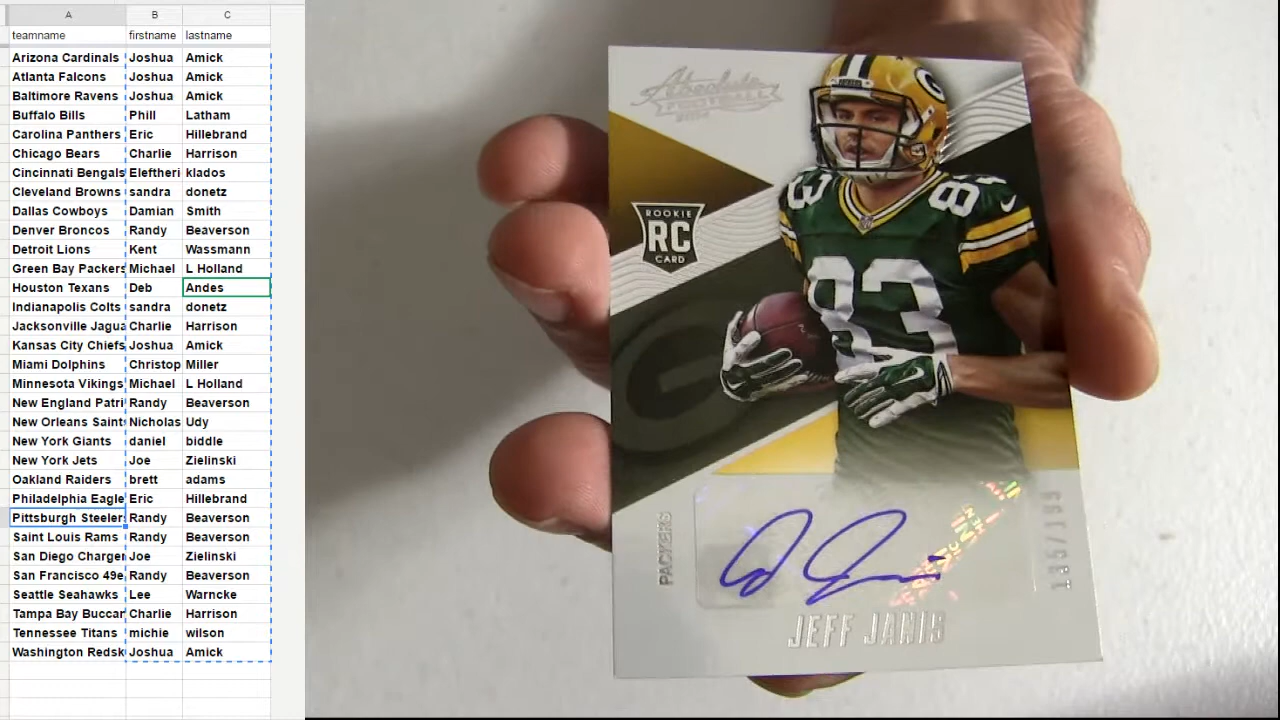 A B C
teamname firstname lastname
Arizona Cardinals Joshua Amick
Atlanta Falcons Joshua Amick
Baltimore Ravens Joshua Amick
Buffalo Bills Phill Latham
Carolina Panthers Eric Hillebrand
Chicago Bears Charlie Harrison
Cincinnati Bengals Eleftheri klados
Cleveland Browns sandra donetz
Dallas Cowboys Damian Smith
Denver Broncos Randy Beaverson
Detroit Lions Kent Wassmann
Green Bay Packers Michael L Holland
Houston Texans Deb Andes
Indianapolis Colts sandra donetz
Jacksonville Jagua Charlie Harrison
Kansas City Chiefs Joshua Amick
Miami Dolphins Christop Miller
Minnesota Vikings Michael L Holland
New England Patri Randy Beaverson
New Orleans Saints Nicholas Udy
New York Giants daniel biddle
New York Jets Joe Zielinski
Oakland Raiders brett adams
Philadelphia Eagle Eric Hillebrand
Pittsburgh Steelers Randy Beaverson
Saint Louis Rams Randy Beaverson
San Diego Charger Joe Zielinski
San Francisco 49e Randy Beaverson
Seattle Seahawks Lee Warncke
Tampa Bay Buccan Charlie Harrison
Tennessee Titans michie wilson
Washington Redsk Joshua Amick
Absolute
FOOTBALL
2014
ROOKIE
RC
CARD
83
83
83
PACKERS
JEFF JANIS